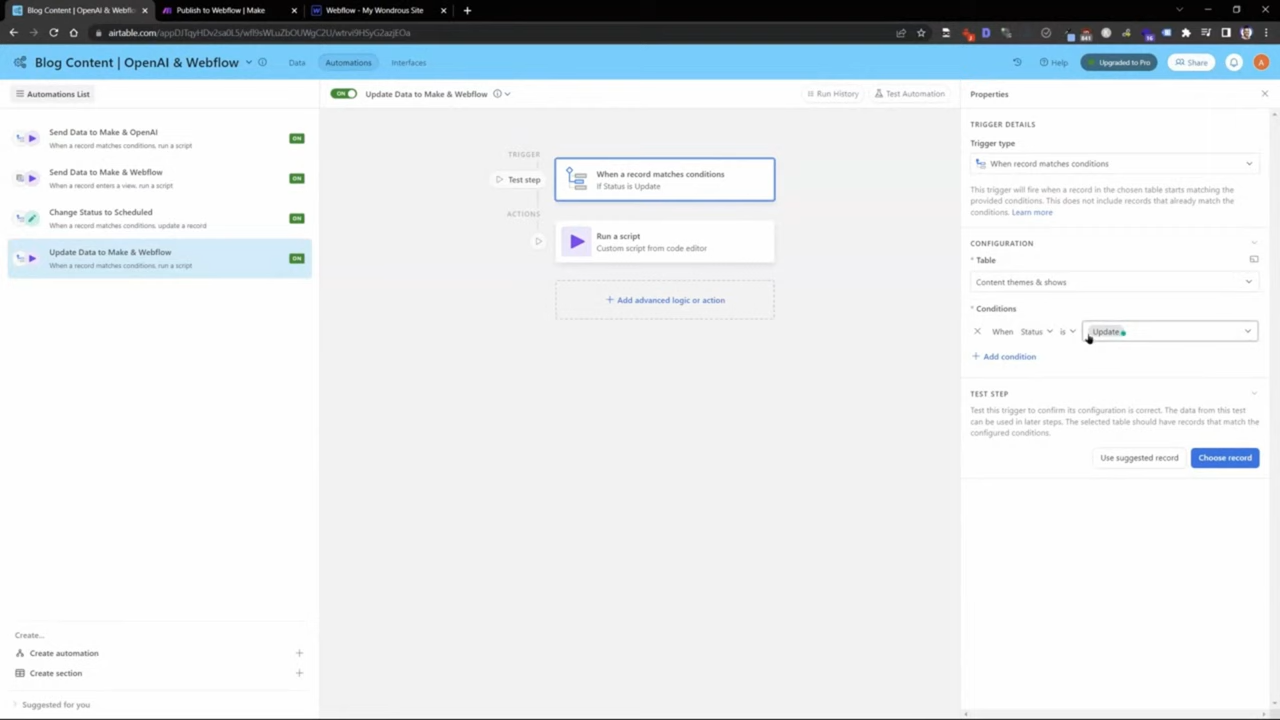 Blog Content | OpenAI & Webflo
Publish to Webflow | Make
Webflow - My Wondrous Site
airtable.com/appDJTqyHDv2sa0L5/wfl9sWLuZbOUWgC2U/wtrvi9HSyG2azjEOa
Blog Content | OpenAI & Webflow
Data
Automations
Interfaces
Help
Upgraded to Pro
Share
A
Automations List
ON
Update Data to Make & Webflow
Run History
Test Automation
Properties
Send Data to Make & OpenAI
When a record matches conditions, run a script
ON
Send Data to Make & Webflow
When a record enters a view, run a script
ON
Change Status to Scheduled
When a record matches conditions, update a record
ON
Update Data to Make & Webflow
When a record matches conditions, run a script
ON
Create...
Create automation
Create section
Suggested for you
TRIGGER
Test step
When a record matches conditions
If Status is Update
ACTIONS
Run a script
Custom script from code editor
Add advanced logic or action
TRIGGER DETAILS
Trigger type
When record matches conditions
This trigger will fire when a record in the chosen table starts matching the
provided conditions. This does not include records that already match the
conditions. Learn more
CONFIGURATION
* Table
Content themes & shows
* Conditions
When Status is Update
Add condition
TEST STEP
Test this trigger to confirm its configuration is correct. The data from this test
can be used in later steps. The selected table should have records that match the
configured conditions.
Use suggested record
Choose record